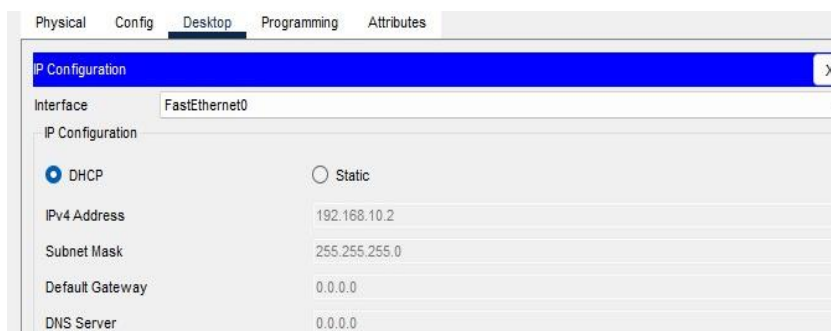 Physical Config Desktop Programming Attributes
IP Configuration X
Interface FastEthernet0
IP Configuration
DHCP Static
IPv4 Address 192.168.10.2
Subnet Mask 255.255.255.0
Default Gateway 0.0.0.0
DNS Server 0.0.0.0